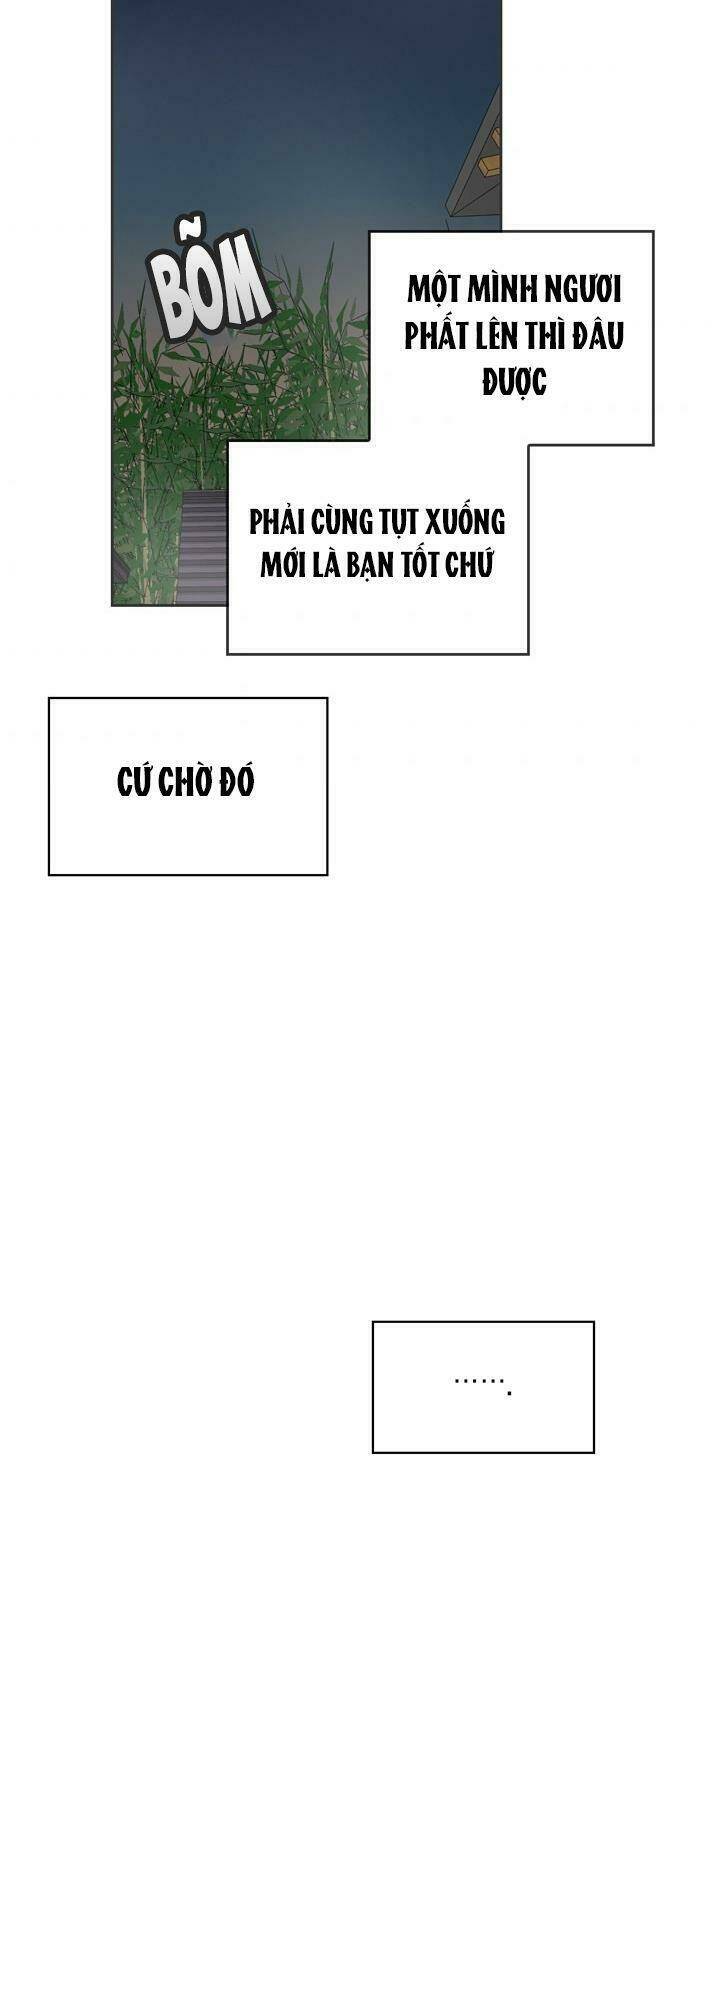 BÕM
MỘT MÌNH NGƯƠI
PHẤT LÊN THÌ ĐÂU
ĐƯỢC
PHẢI CÙNG TỤT XUỐNG
MỚI LÀ BẠN TỐT CHỨ
CỨ CHỜ ĐÓ
…….